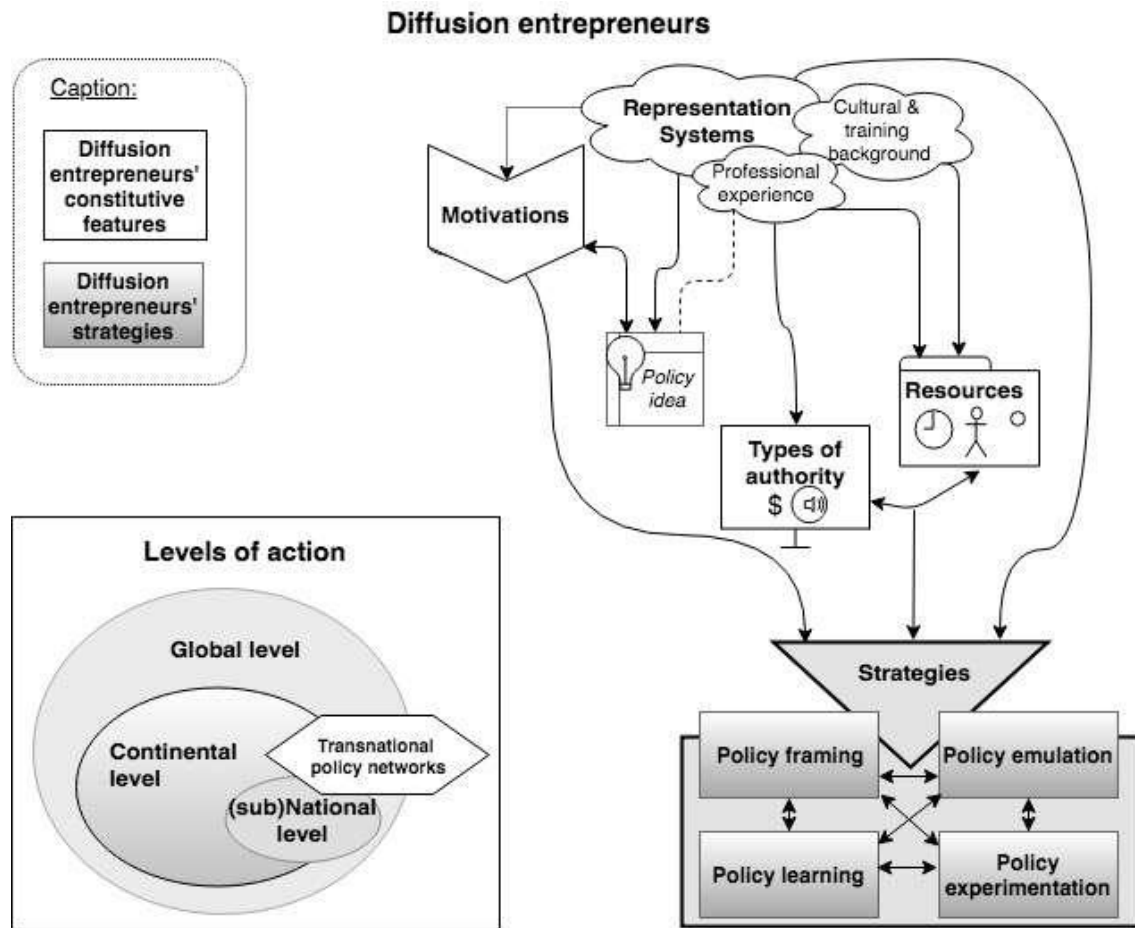 Diffusion entrepreneurs
Caption:
Diffusion
entrepreneurs'
constitutive
features
Diffusion
entrepreneurs'
strategies
Representation
Systems
Cultural &
training
background
Professional
experience
Motivations
Policy
idea
Resources
Types of
authority
$
Levels of action
Global level
Continental
level
Transnational
policy networks
(sub)National
level
Strategies
Policy framing
Policy emulation
Policy learning
Policy
experimentation